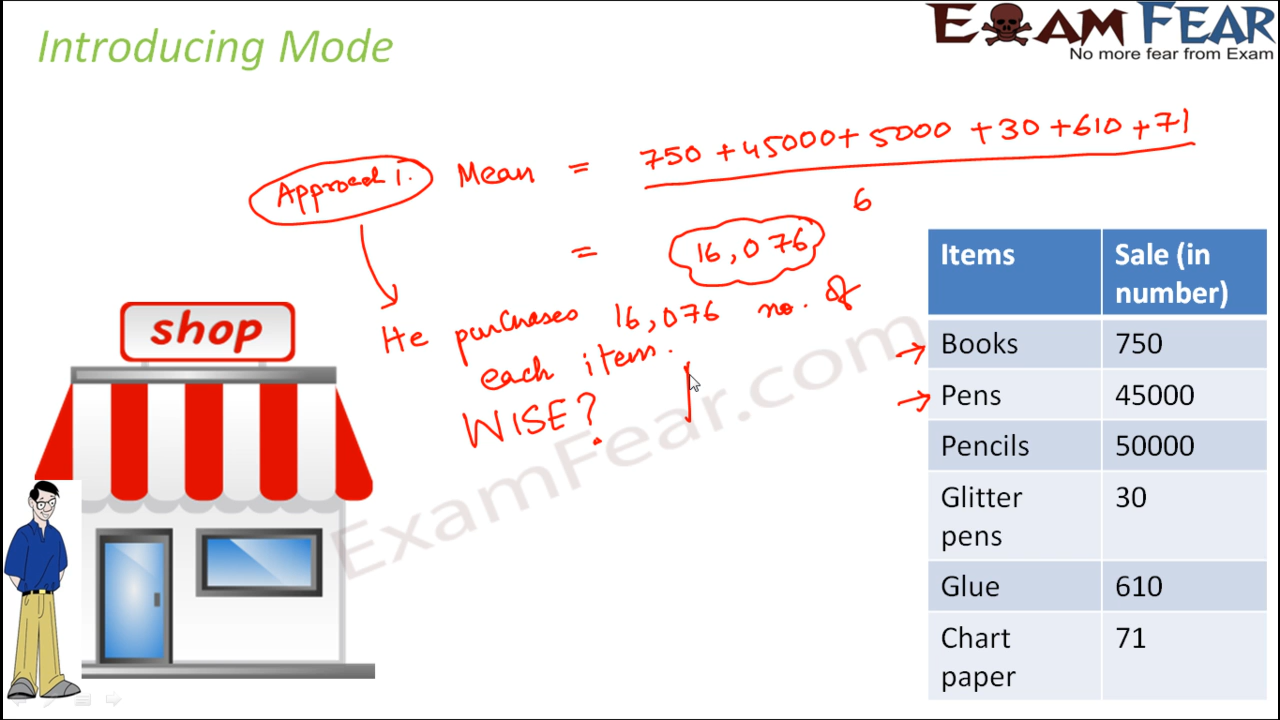 Introducing Mode
EXAM FEAR
No more fear from Exam
Approach 1. Mean = 750 + 45000 + 5000 + 30 + 610 + 71
6
= 16,076
He purchases 16,076 no. of
each item.
WISE?
shop
Items Sale (in number)
Books 750
Pens 45000
Pencils 50000
Glitter pens 30
Glue 610
Chart paper 71
ExamFear.com